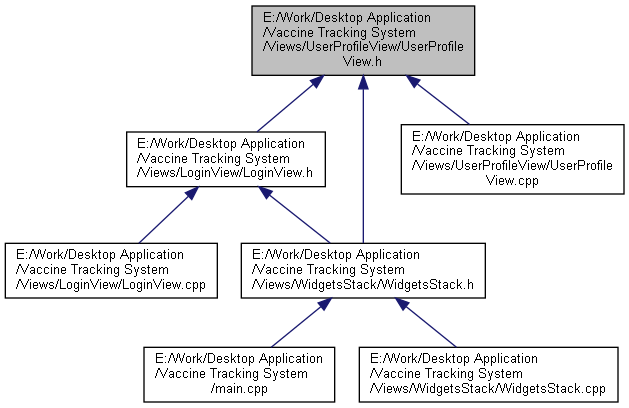 E:/Work/Desktop Application
/Vaccine Tracking System
/Views/UserProfileView/UserProfile
View.h
E:/Work/Desktop Application
/Vaccine Tracking System
/Views/LoginView/LoginView.h
E:/Work/Desktop Application
/Vaccine Tracking System
/Views/UserProfileView/UserProfile
View.cpp
E:/Work/Desktop Application
/Vaccine Tracking System
/Views/LoginView/LoginView.cpp
E:/Work/Desktop Application
/Vaccine Tracking System
/Views/WidgetsStack/WidgetsStack.h
E:/Work/Desktop Application
/Vaccine Tracking System
/main.cpp
E:/Work/Desktop Application
/Vaccine Tracking System
/Views/WidgetsStack/WidgetsStack.cpp